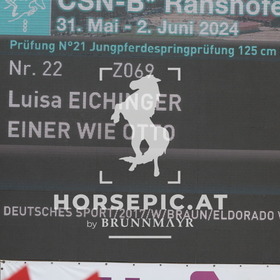 CSN-B* Ranshofe
31. Mai - 2. Juni 2024
Prüfung N°21 Jungpferdespringprüfung 125 cm
Nr. 22 Z069
Luisa EICHINGER
EINER WIE OTTO
HORSEPIC.AT
by BRUNNMAYR
DEUTSCHES SPORT/2017/W/BRAUN/ELDORADO V